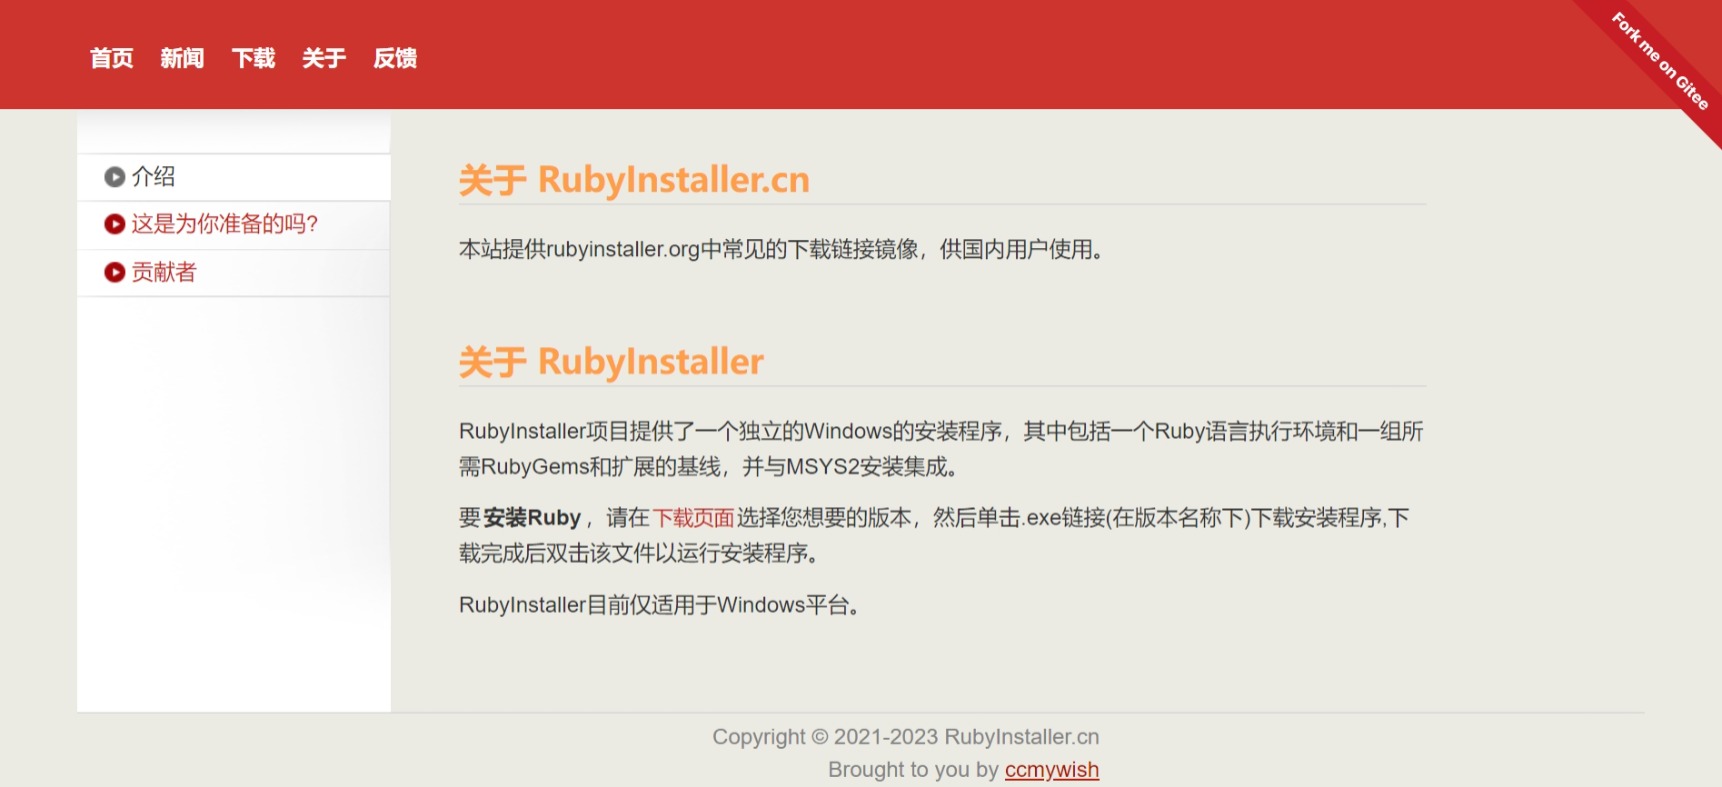 首页 新闻 下载 关于 反馈
Fork me on Gitee
介绍
这是为你准备的吗?
贡献者
关于 RubyInstaller.cn
本站提供rubyinstaller.org中常见的下载链接镜像，供国内用户使用。
关于 RubyInstaller
RubyInstaller项目提供了一个独立的Windows的安装程序，其中包括一个Ruby语言执行环境和一组所
需RubyGems和扩展的基线，并与MSYS2安装集成。
要安装Ruby，请在下载页面选择您想要的版本，然后单击.exe链接(在版本名称下)下载安装程序,下
载完成后双击该文件以运行安装程序。
RubyInstaller目前仅适用于Windows平台。
Copyright © 2021-2023 RubyInstaller.cn
Brought to you by ccmywish